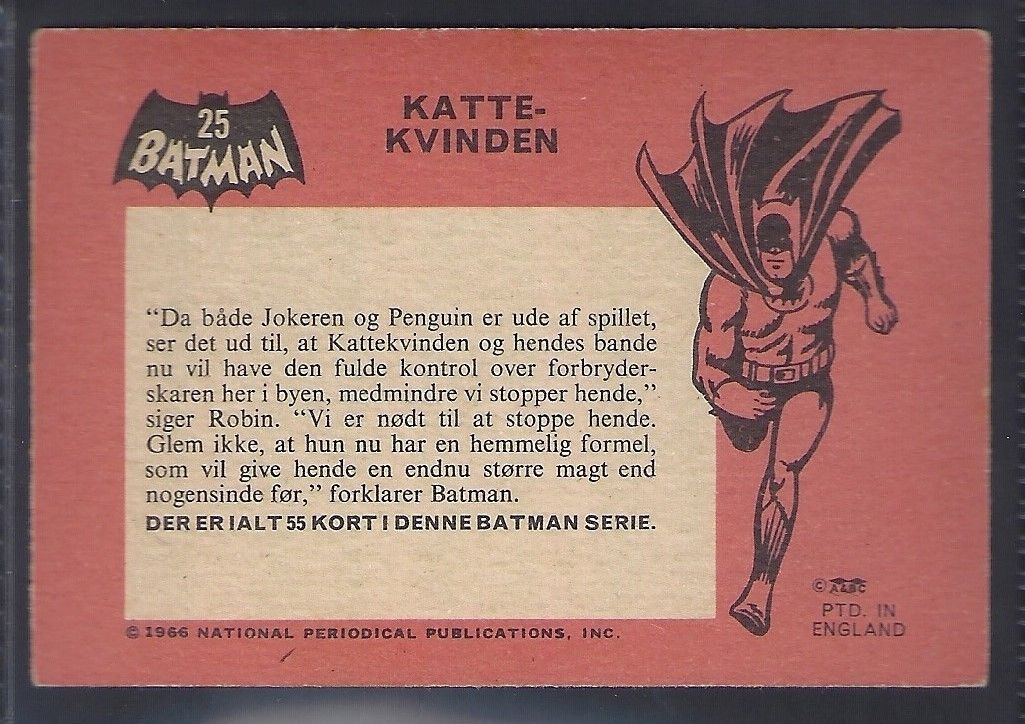 25
BATMAN
KATTE-
KVINDEN
“Da både Jokeren og Penguin er ude af spillet,
ser det ud til, at Kattekvinden og hendes bande
nu vil have den fulde kontrol over forbryder-
skaren her i byen, medmindre vi stopper hende,”
siger Robin. “Vi er nødt til at stoppe hende.
Glem ikke, at hun nu har en hemmelig formel,
som vil give hende en endnu større magt end
nogensinde før,” forklarer Batman.
DER ER IALT 55 KORT I DENNE BATMAN SERIE.
© A&BC
PTD. IN
ENGLAND
© 1966 NATIONAL PERIODICAL PUBLICATIONS, INC.